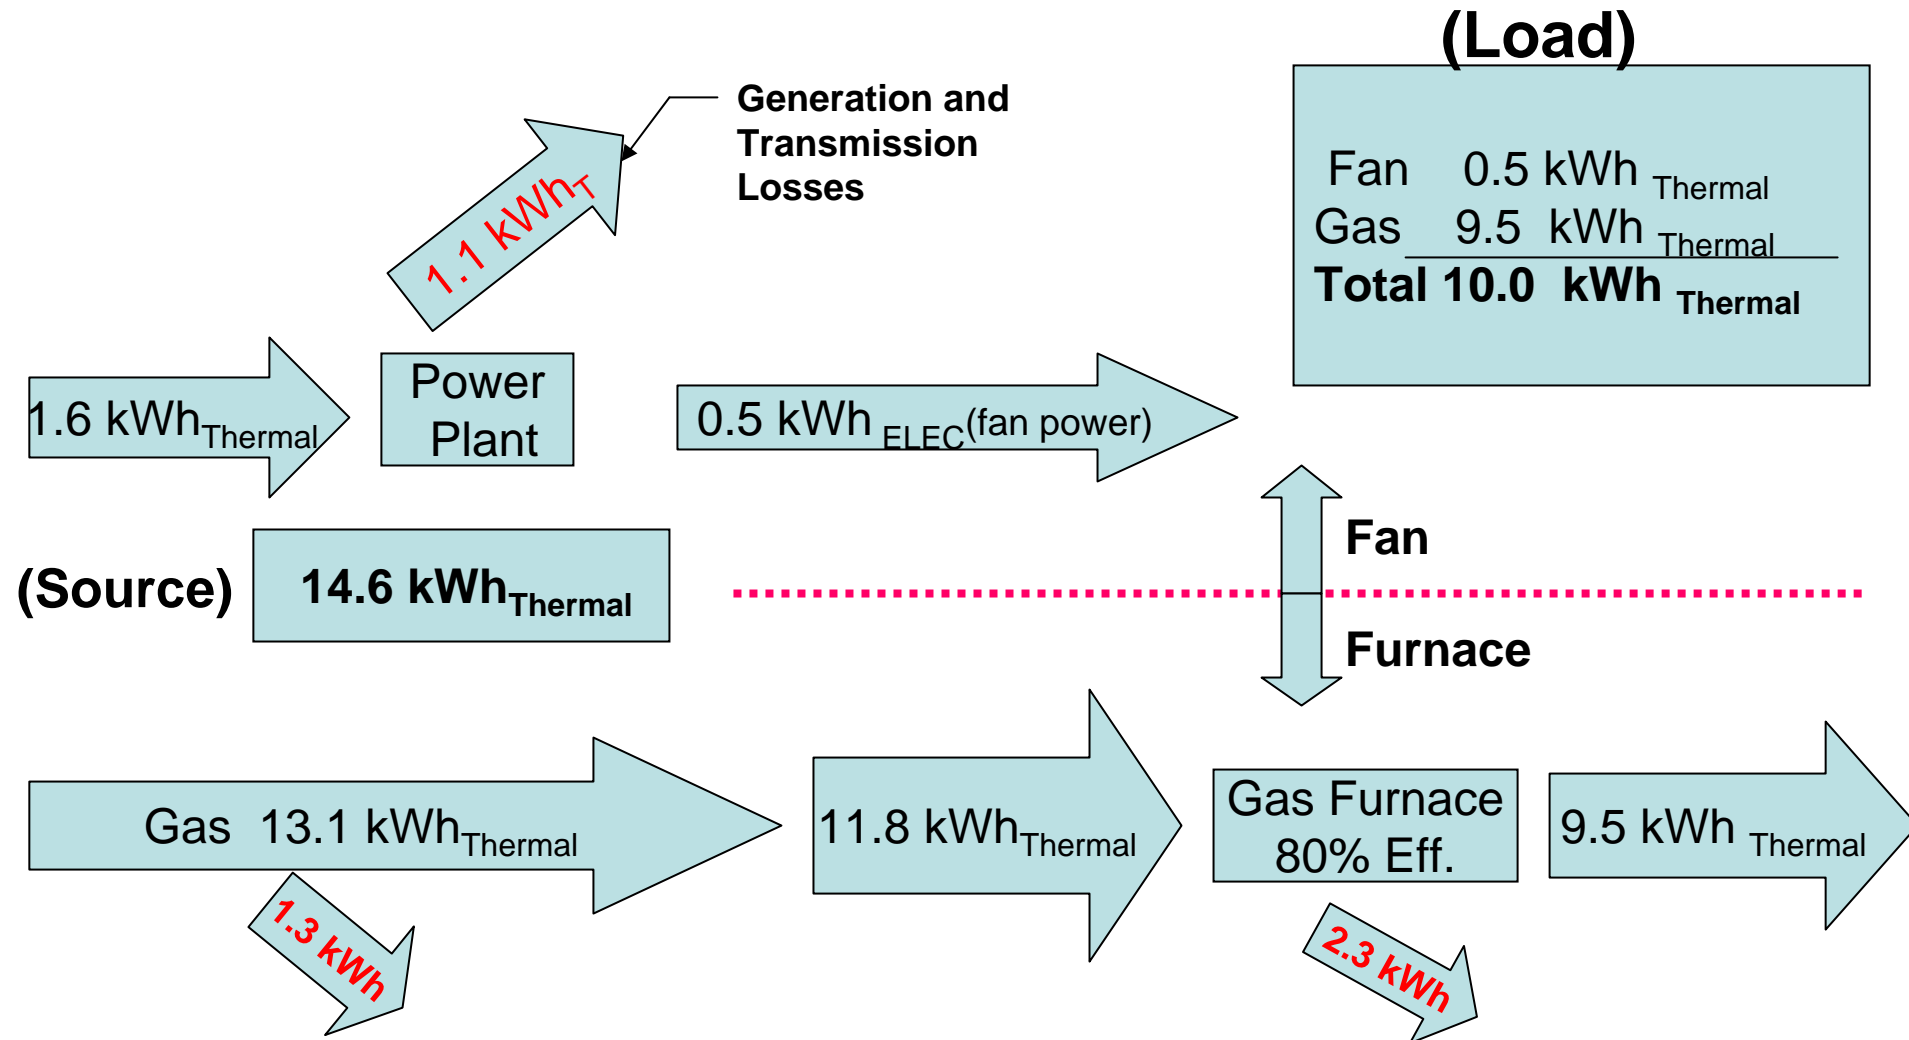 (Load)
Generation and
Transmission
Losses
Fan 0.5 kWh Thermal
Gas 9.5 kWh Thermal
Total 10.0 kWh Thermal
1.1 kWhT
1.6 kWhThermal
Power
Plant
0.5 kWh ELEC(fan power)
Fan
(Source)
14.6 kWhThermal
Furnace
Gas 13.1 kWhThermal
11.8 kWhThermal
Gas Furnace
80% Eff.
9.5 kWh Thermal
1.3 kWh
2.3 kWh